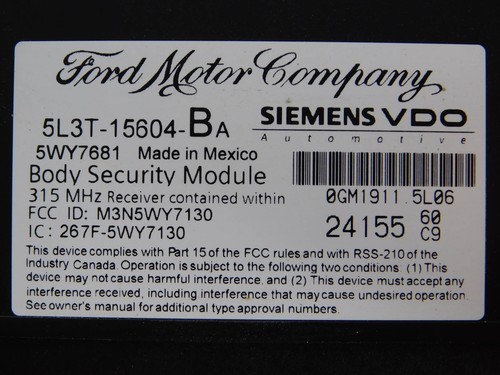 Ford Motor Company
5L3T-15604-BA
SIEMENS VDO
Automotive
5WY7681 Made in Mexico
Body Security Module
315 MHz Receiver contained within
0GM1911.5L06
FCC ID: M3N5WY7130
24155 60 C9
IC: 267F-5WY7130
This device complies with Part 15 of the FCC rules and with RSS-210 of the
Industry Canada. Operation is subject to the following two conditions. (1) This
device may not cause harmful interference. and (2) This device must accept any
interference received, including interference that may cause undesired operation.
See owner's manual for additional type approval numbers.